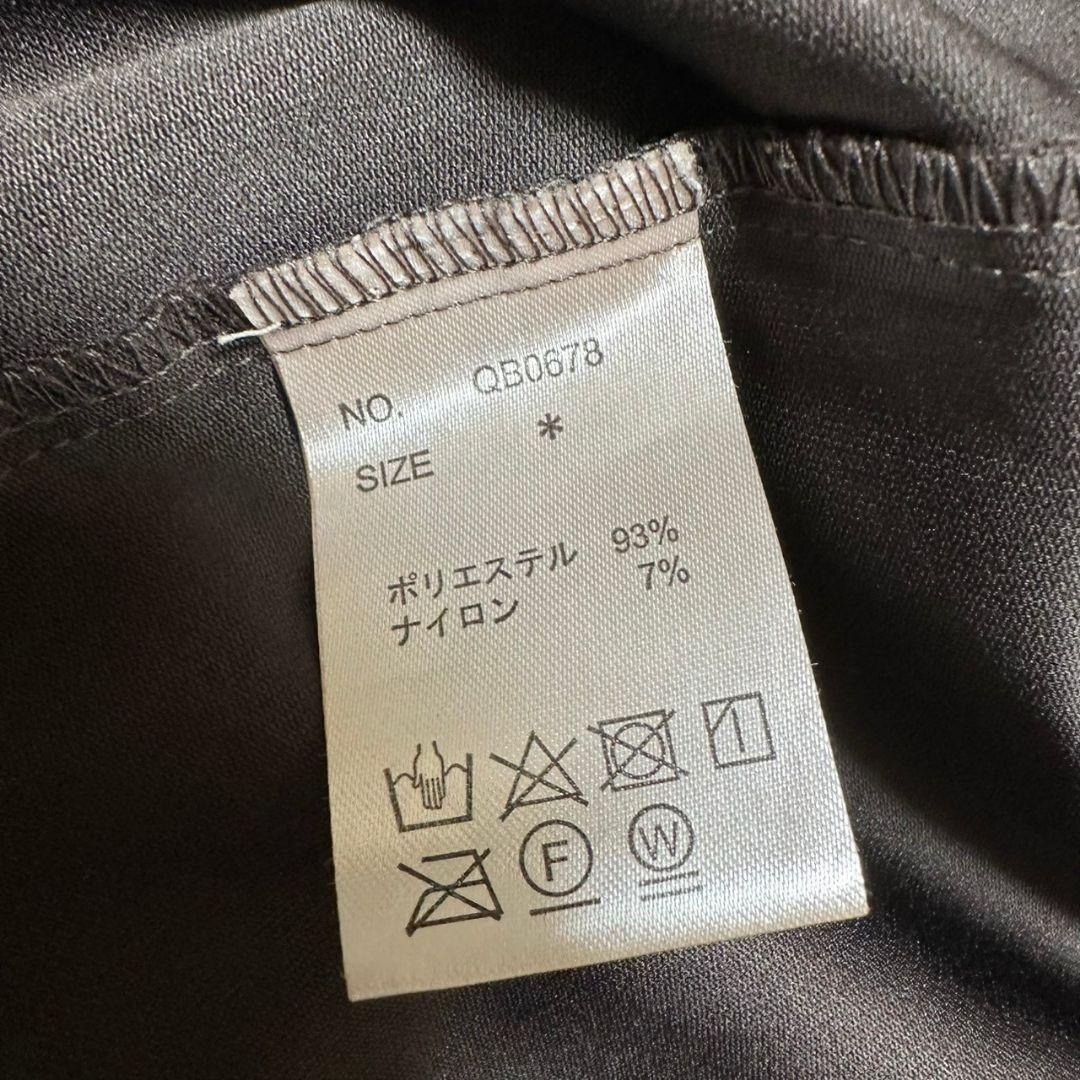 NO. QB0678
SIZE *
ポリエステル 93%
ナイロン 7%
F W